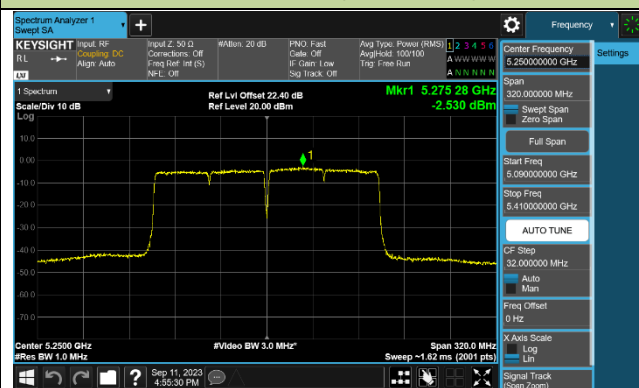 Spectrum Analyzer 1
Swept SA
Frequency
KEYSIGHT
RL
LXI
Input: RF
Coupling: DC
Align: Auto
Input Z: 50 Ω
Corrections: Off
Freq Ref: Int (S)
NFE: Off
#Atten: 20 dB
PNO: Fast
Gate: Off
IF Gain: Low
Sig Track: Off
Avg Type: Power (RMS)
Avg|Hold: 100/100
Trig: Free Run
1 2 3 4 5 6
A W W W W W
A N N N N N
Center Frequency
5.250000000 GHz
Settings
Span
320.000000 MHz
Swept Span
Zero Span
Full Span
Start Freq
5.090000000 GHz
Stop Freq
5.410000000 GHz
AUTO TUNE
CF Step
32.000000 MHz
Auto
Man
Freq Offset
0 Hz
X Axis Scale
Log
Lin
Signal Track
(Span Zoom)
1 Spectrum
Scale/Div 10 dB
Log
Ref Lvl Offset 22.40 dB
Ref Level 20.00 dBm
Mkr1 5.275 28 GHz
-2.530 dBm
1
10.0
0.00
-10.0
-20.0
-30.0
-40.0
-50.0
-60.0
-70.0
Center 5.2500 GHz
#Res BW 1.0 MHz
#Video BW 3.0 MHz*
Span 320.0 MHz
Sweep ~1.62 ms (2001 pts)
Sep 11, 2023
4:55:30 PM